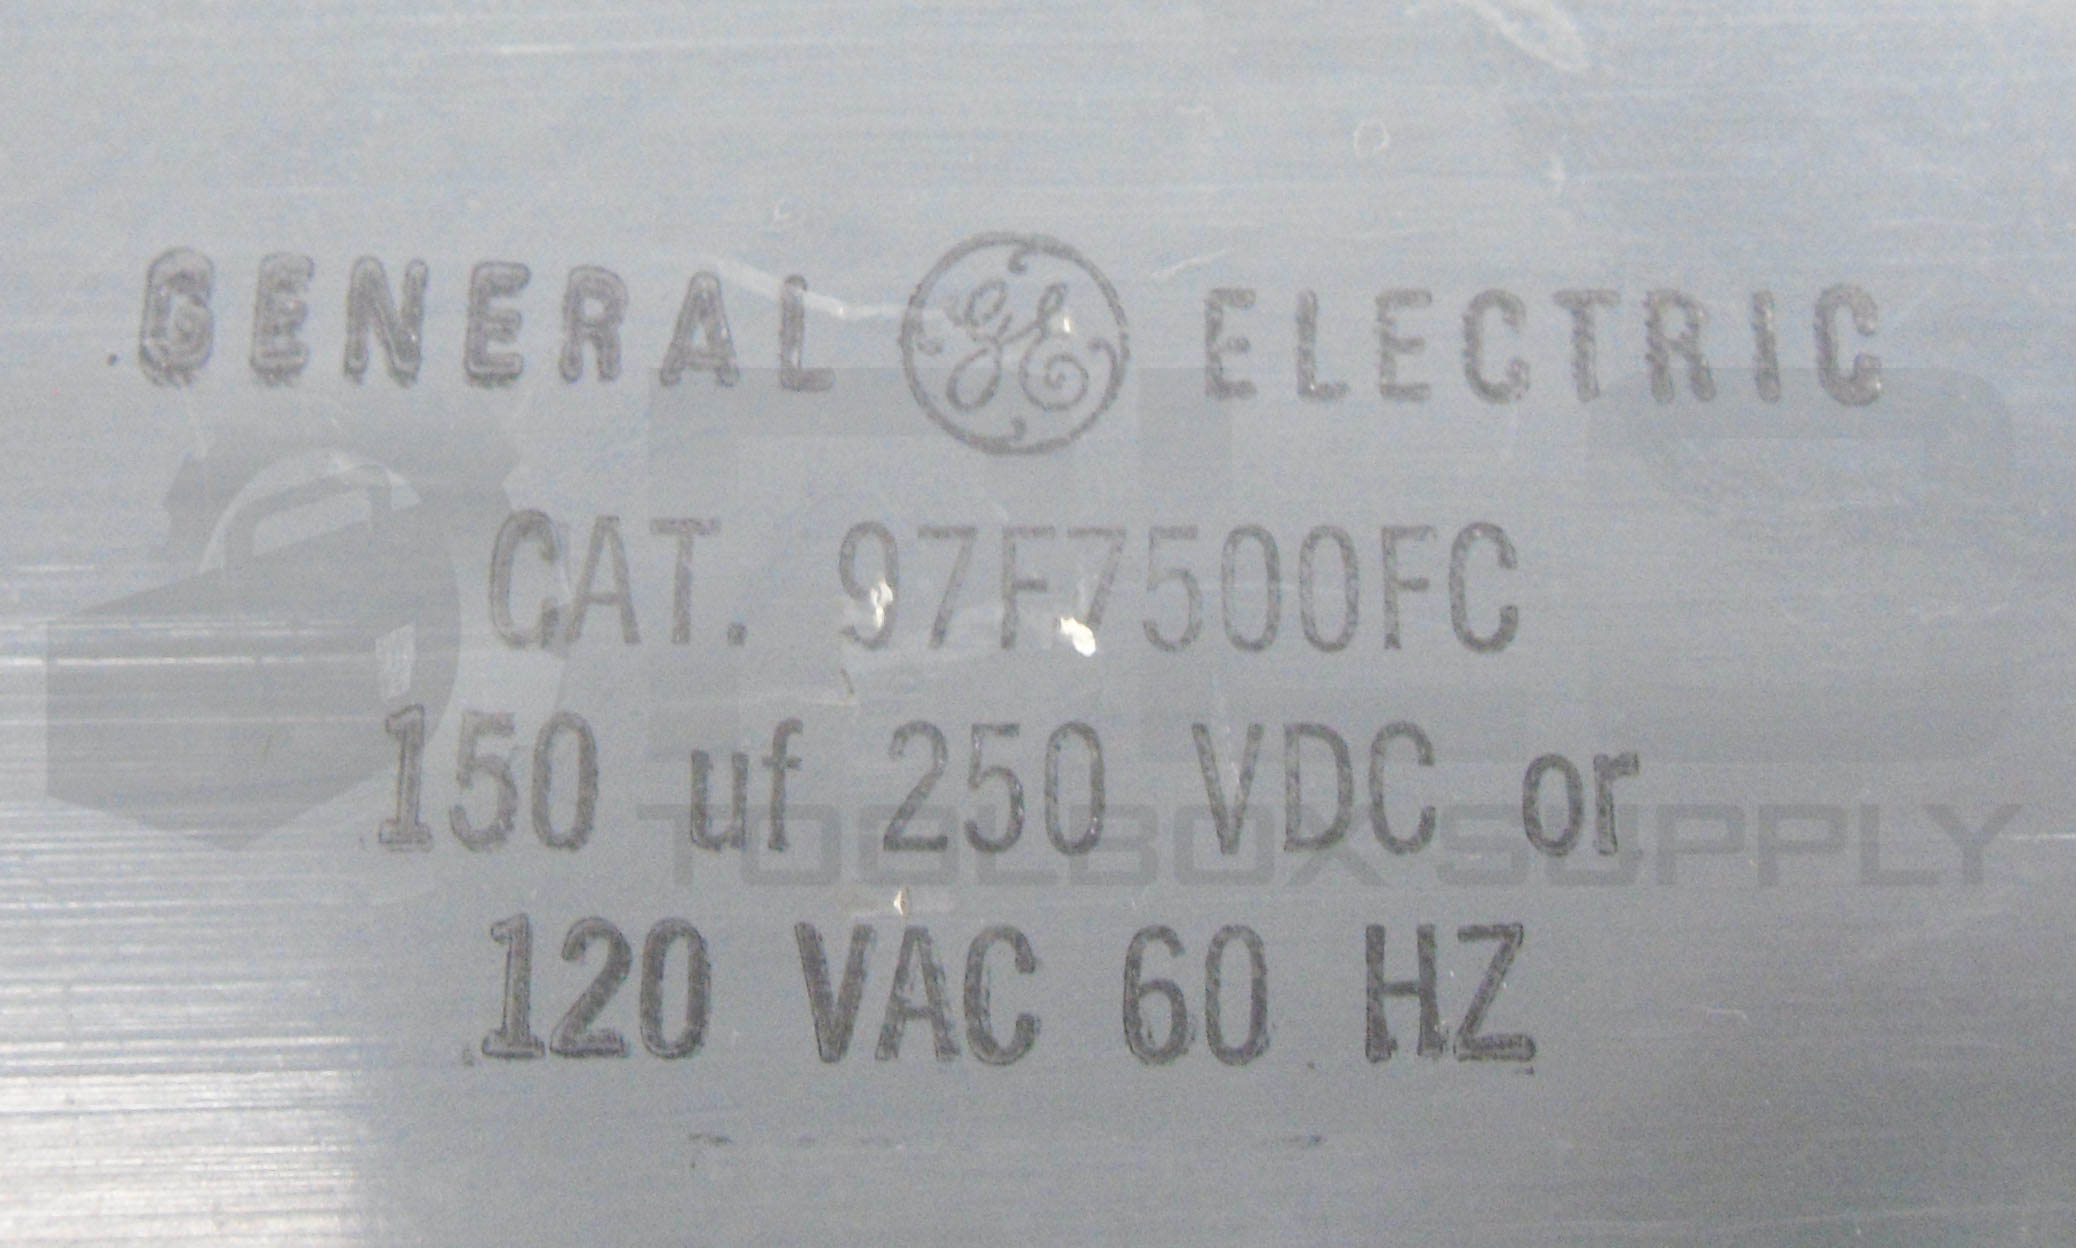 GENERAL GE ELECTRIC
CAT. 97F7500FC
150 uf 250 VDC or
TOOLBOX SUPPLY
120 VAC 60 HZ